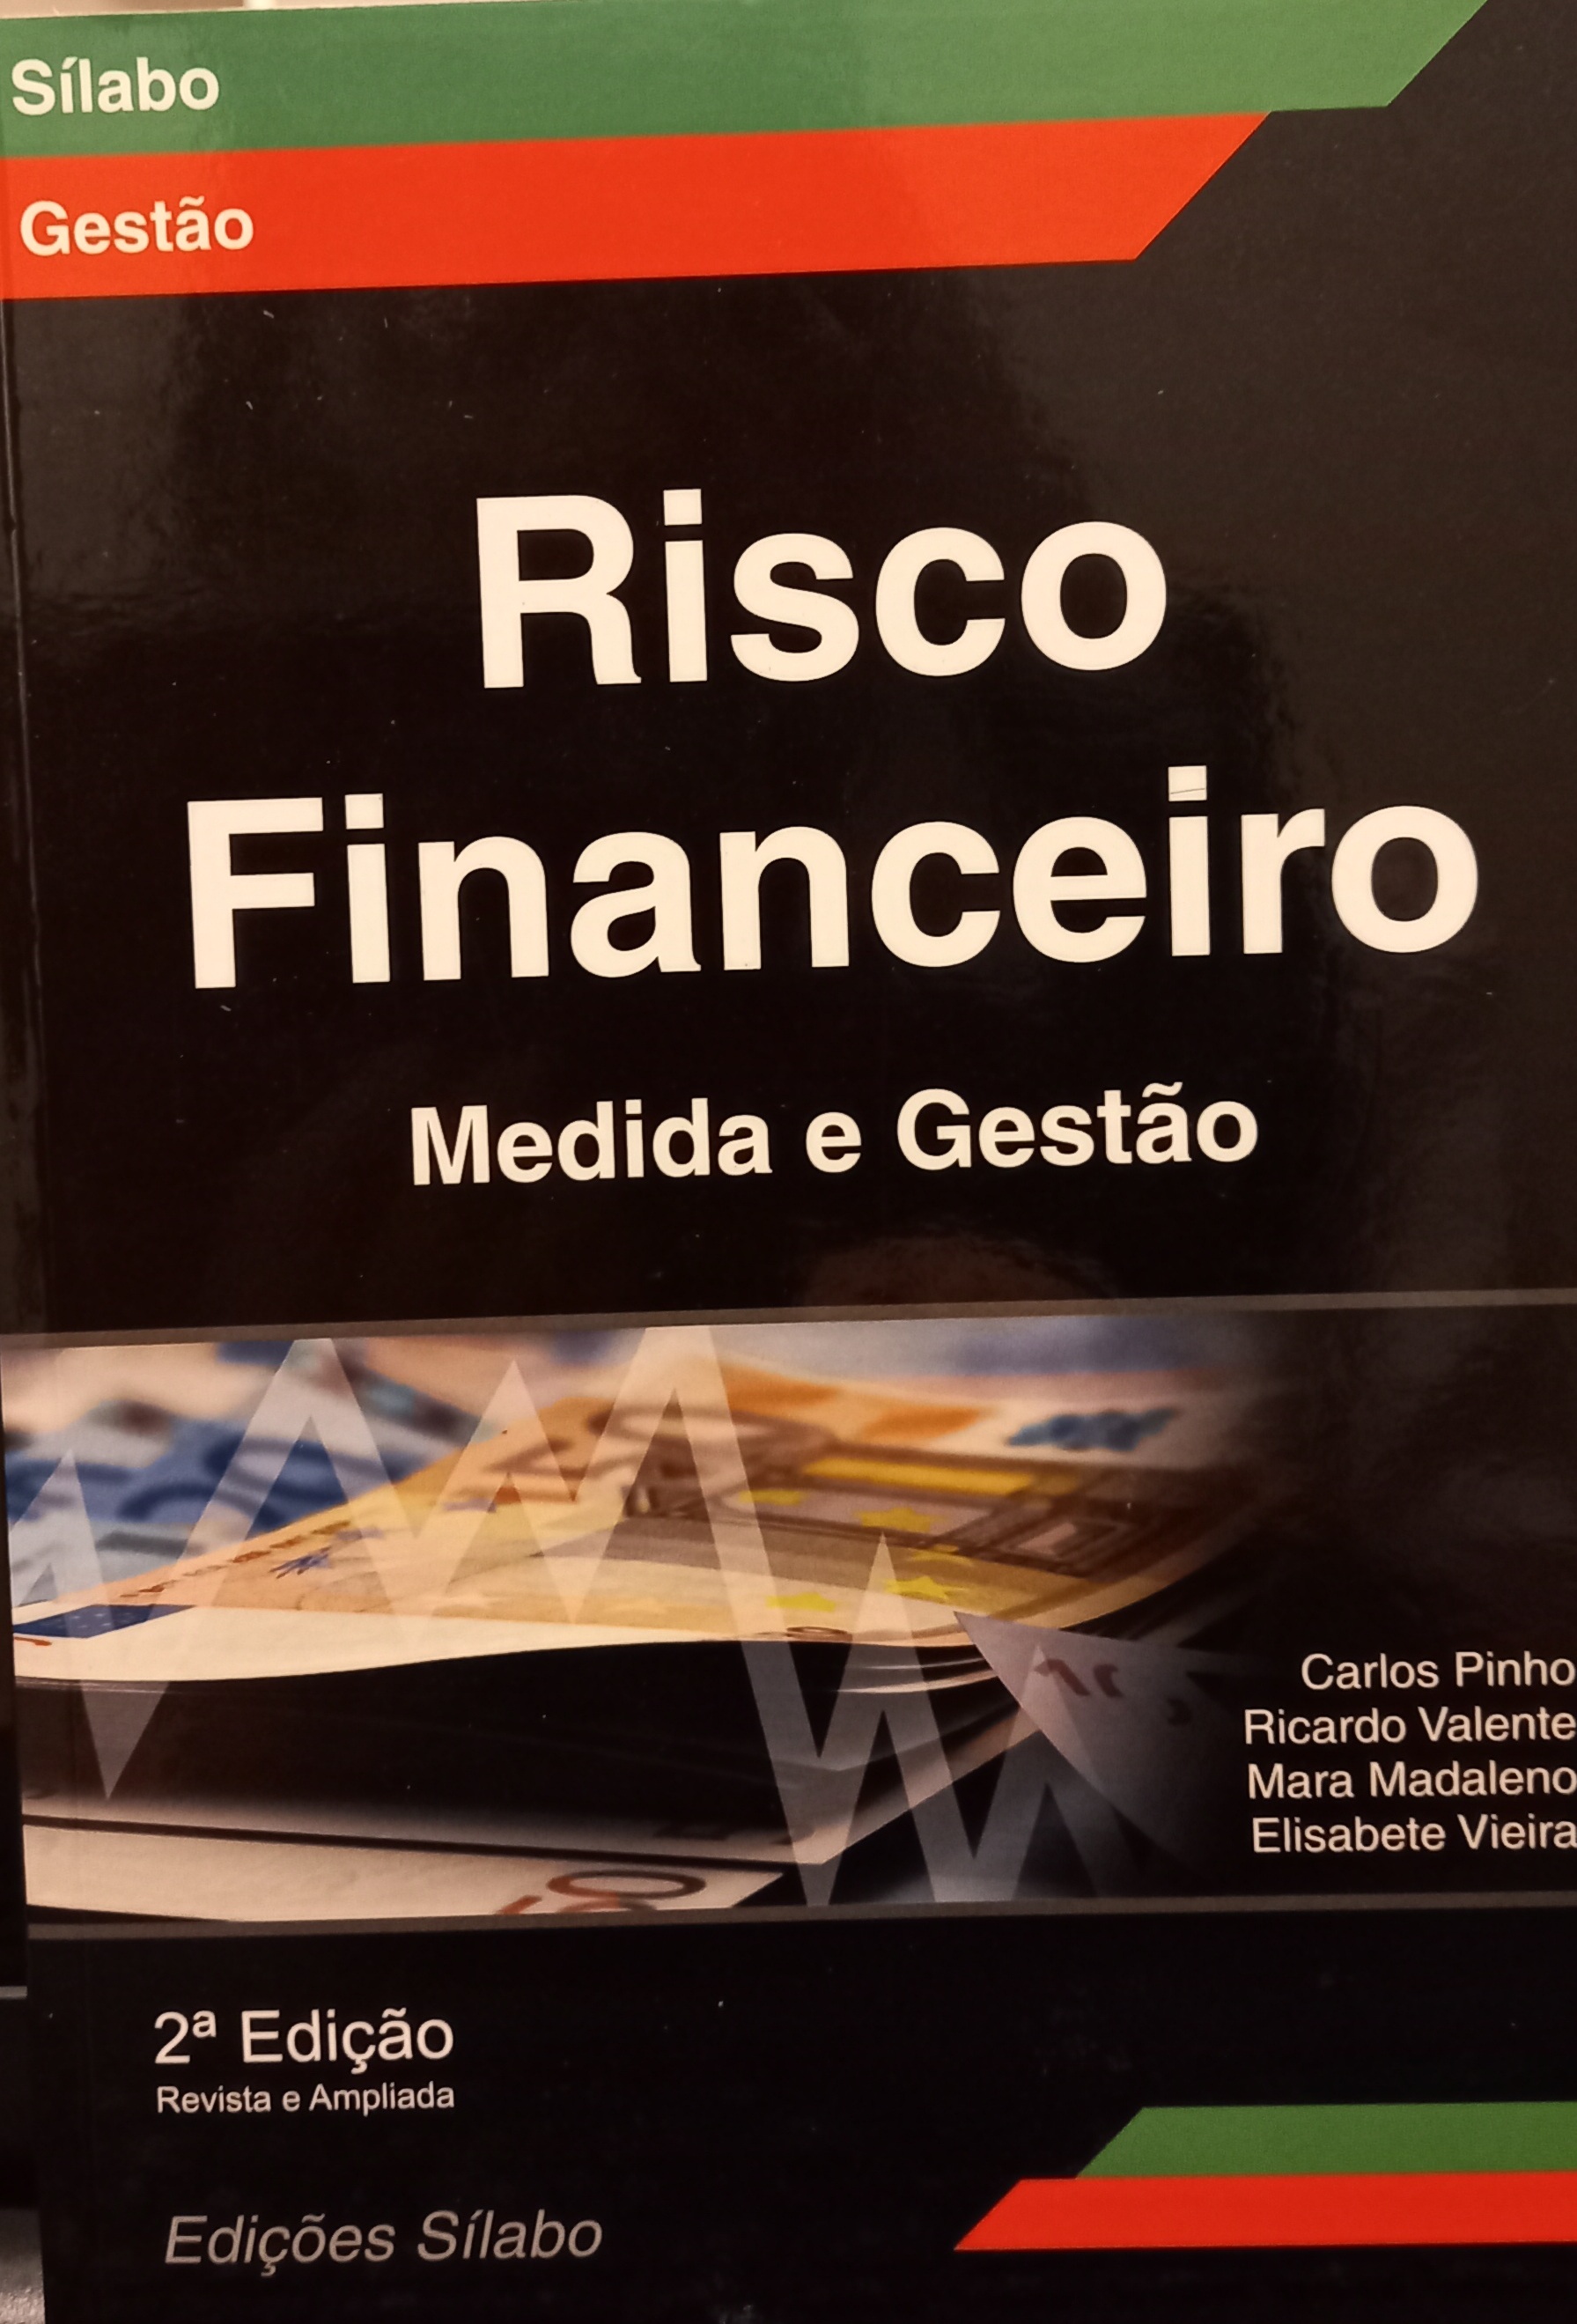 Sílabo
Gestão
Risco
Financeiro
Medida e Gestão
Carlos Pinho
Ricardo Valente
Mara Madaleno
Elisabete Vieira
2ª Edição
Revista e Ampliada
Edições Sílabo